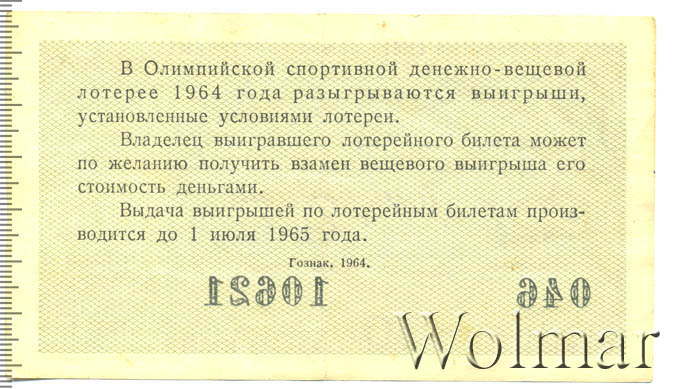 В Олимпийской спортивной денежно-вещевой
лотерее 1964 года разыгрываются выигрыши,
установленные условиями лотереи.
Владелец выигравшего лотерейного билета может
по желанию получить взамен вещевого выигрыша его
стоимость деньгами.
Выдача выигрышей по лотерейным билетам произ-
водится до 1 июля 1965 года.
Гознак. 1964.
10621 046
Wolmar